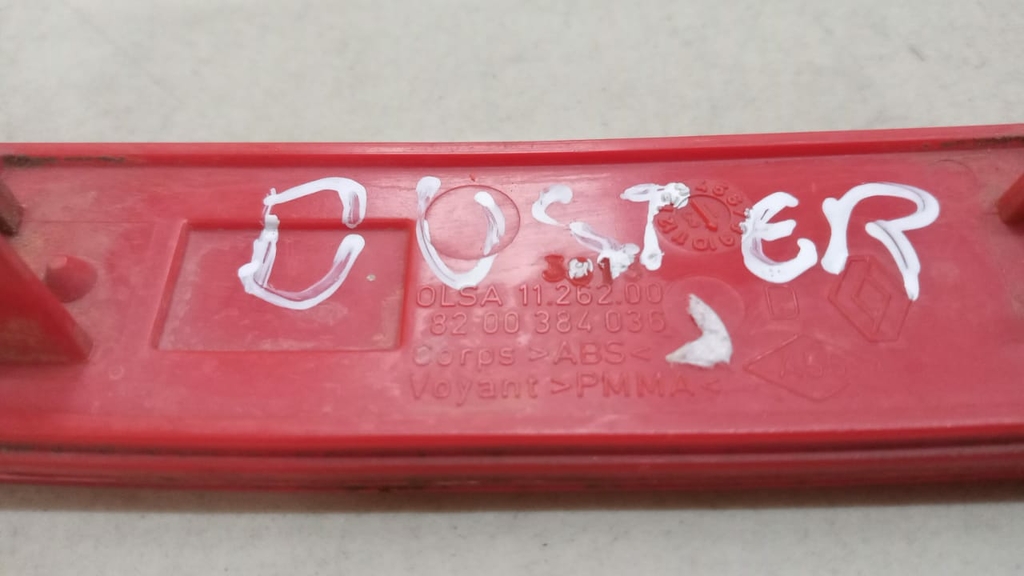 DUSTER
OLSA 11.262.00
82 00 384 036
Corps >ABS<
Voyant >PMMA<